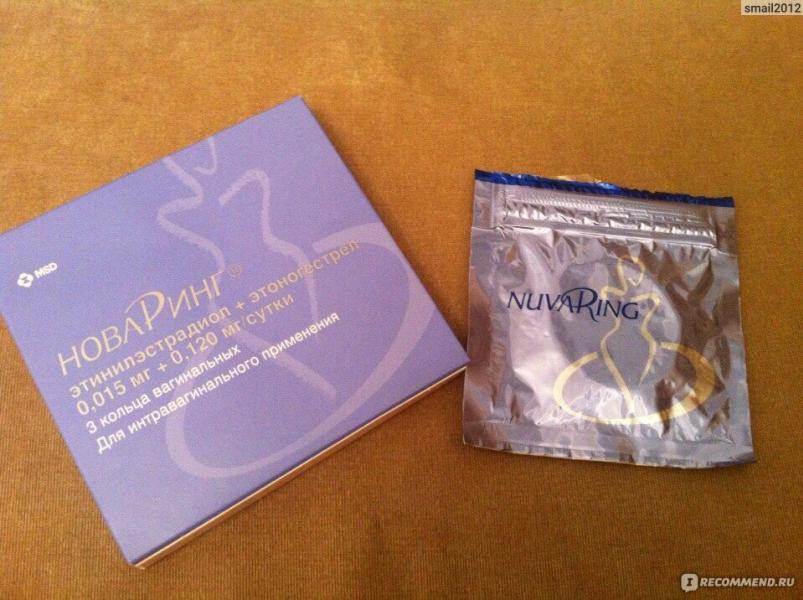 smail2012
MSD
НОВАРИНГ®
этинилэстрадиол + этоногестрел
0,015 мг + 0,120 мг/сутки
3 кольца вагинальных
Для интравагинального применения
NUVARING®
IRECOMMEND.RU